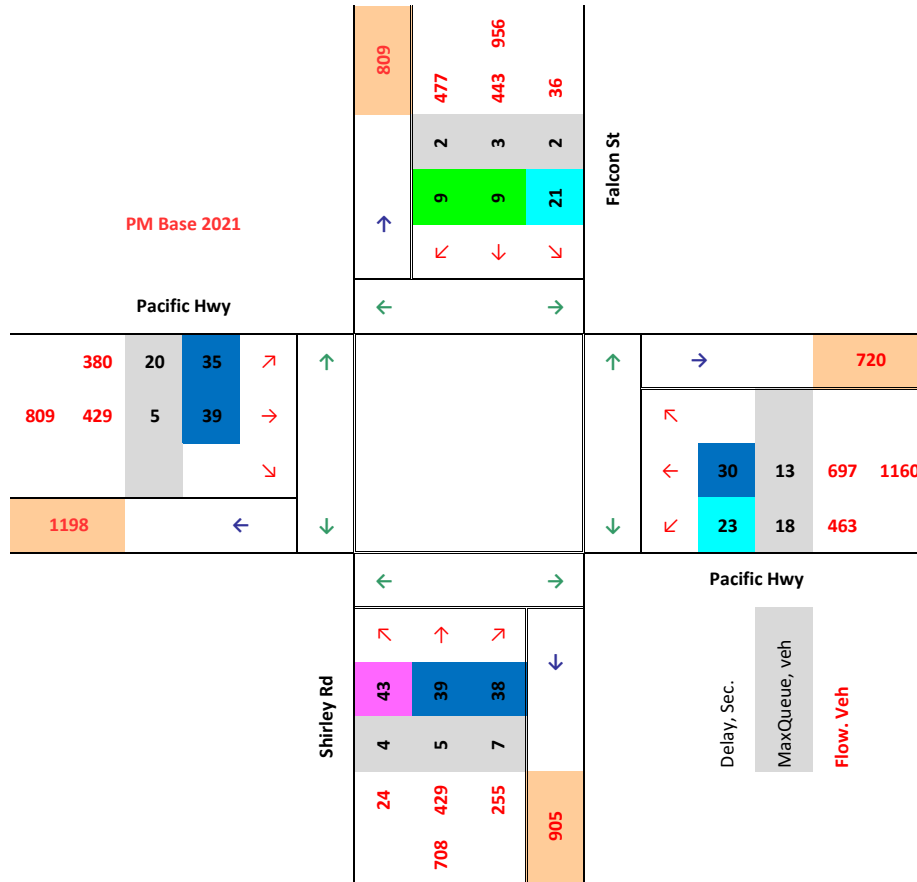 956
809
477 443 36
2 3 2
Falcon St
9 9 21
PM Base 2021
↑
↙ ↓ ↘
Pacific Hwy
← →
380 20 35 ↗ ↑ ↑ → 720
809 429 5 39 → ↖
↘ ← 30 13 697 1160
1198 ← ↓ ↓ ↙ 23 18 463
← →
Pacific Hwy
↖ ↑ ↗ ↓
Shirley Rd
43 39 38
4 5 7
24 429 255
708
905
Delay, Sec.
MaxQueue, veh
Flow. Veh